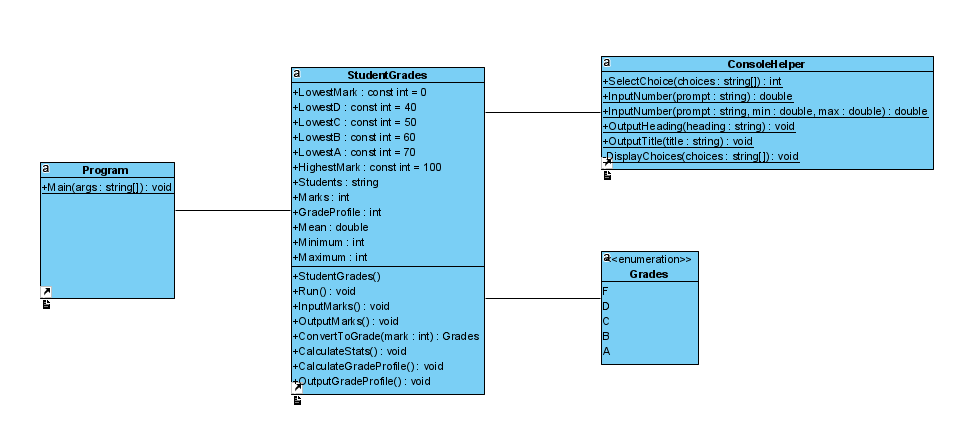 a
Program
+Main(args : string[]) : void
a
StudentGrades
+LowestMark : const int = 0
+LowestD : const int = 40
+LowestC : const int = 50
+LowestB : const int = 60
+LowestA : const int = 70
+HighestMark : const int = 100
+Students : string
+Marks : int
+GradeProfile : int
+Mean : double
+Minimum : int
+Maximum : int
+StudentGrades()
+Run() : void
+InputMarks() : void
+OutputMarks() : void
+ConvertToGrade(mark : int) : Grades
+CalculateStats() : void
+CalculateGradeProfile() : void
+OutputGradeProfile() : void
a
ConsoleHelper
+SelectChoice(choices : string[]) : int
+InputNumber(prompt : string) : double
+InputNumber(prompt : string, min : double, max : double) : double
+OutputHeading(heading : string) : void
+OutputTitle(title : string) : void
-DisplayChoices(choices : string[]) : void
a
<<enumeration>>
Grades
F
D
C
B
A